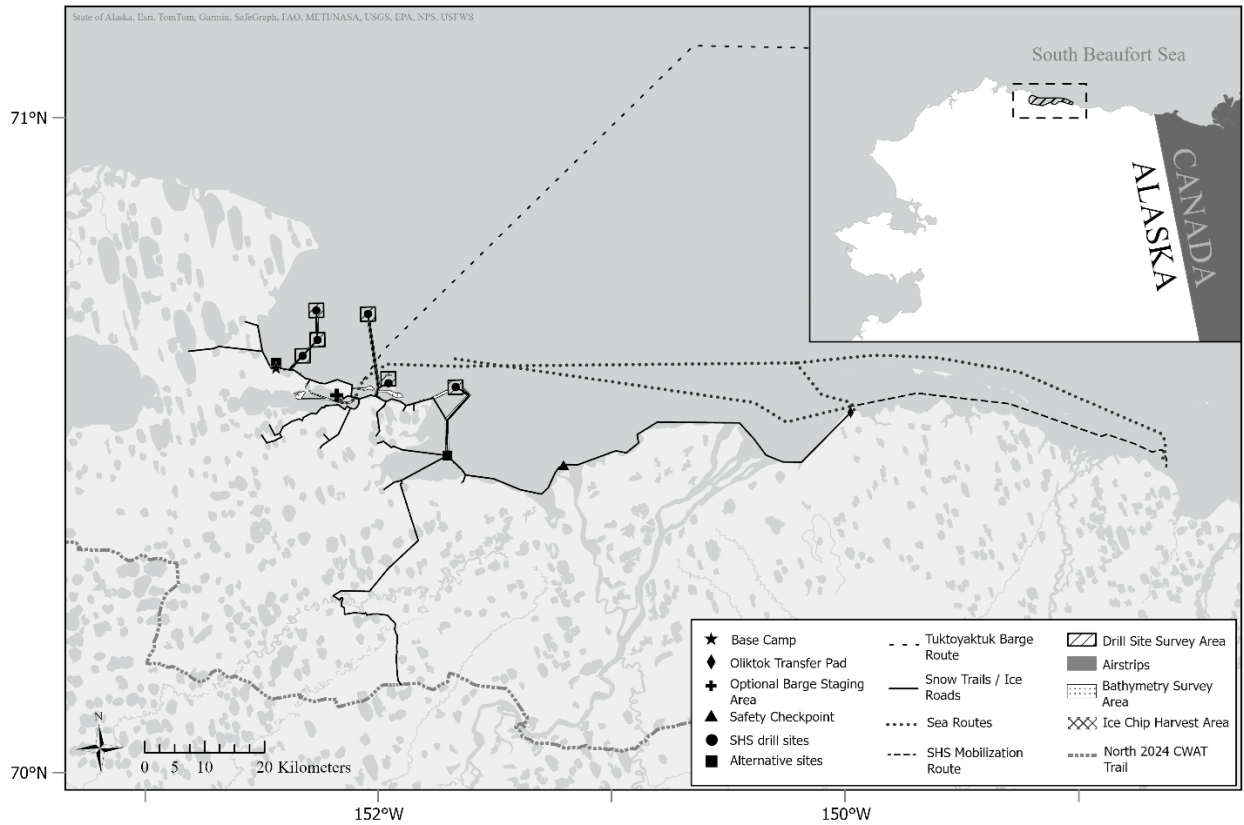 State of Alaska, Esri, TomTom, Garmin, SafeGraph, FAO, METI/NASA, USGS, EPA, NPS, USFWS
South Beaufort Sea
ALASKA
CANADA
71°N
70°N
152°W
150°W
N
0 5 10 20 Kilometers
Base Camp
Oliktok Transfer Pad
Optional Barge Staging
Area
Safety Checkpoint
SHS drill sites
Alternative sites
Tuktoyaktuk Barge
Route
Snow Trails / Ice
Roads
Sea Routes
SHS Mobilization
Route
Drill Site Survey Area
Airstrips
Bathymetry Survey
Area
Ice Chip Harvest Area
North 2024 CWAT
Trail